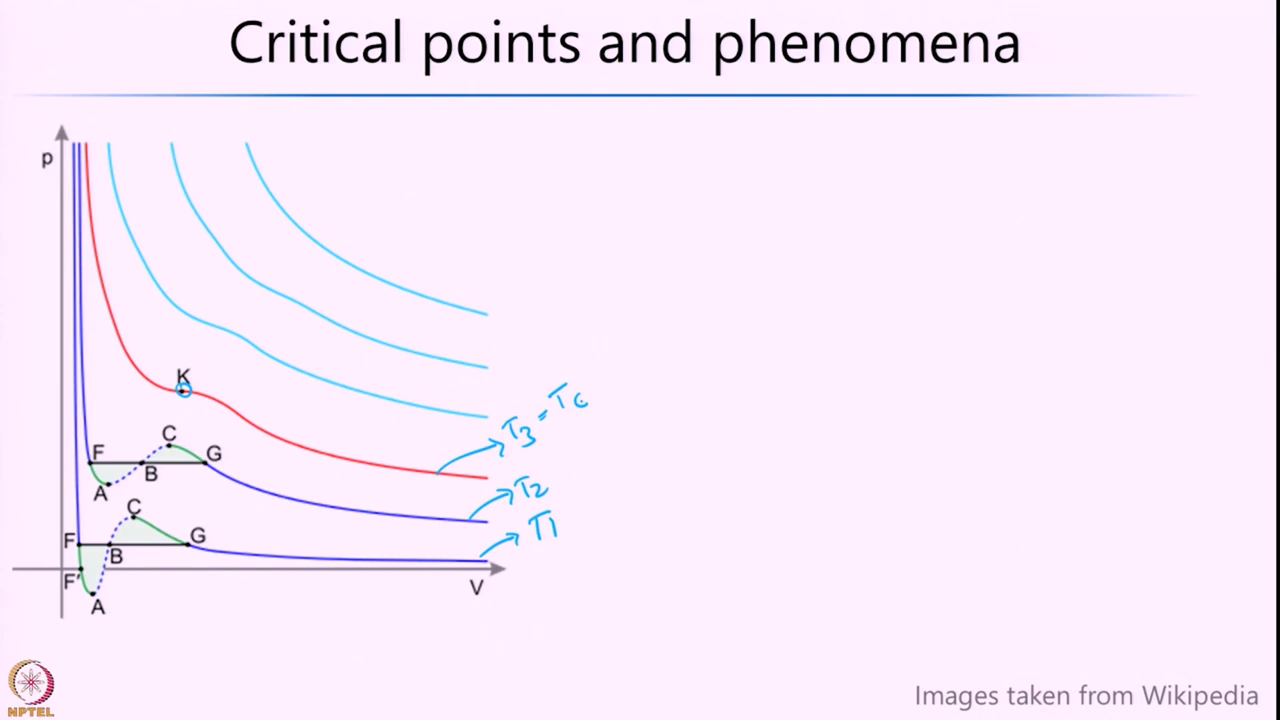 Critical points and phenomena
p
K
T3 = Tc
C
F
G
B
A
T2
C
T1
F
G
B
F'
V
A
NPTEL
Images taken from Wikipedia